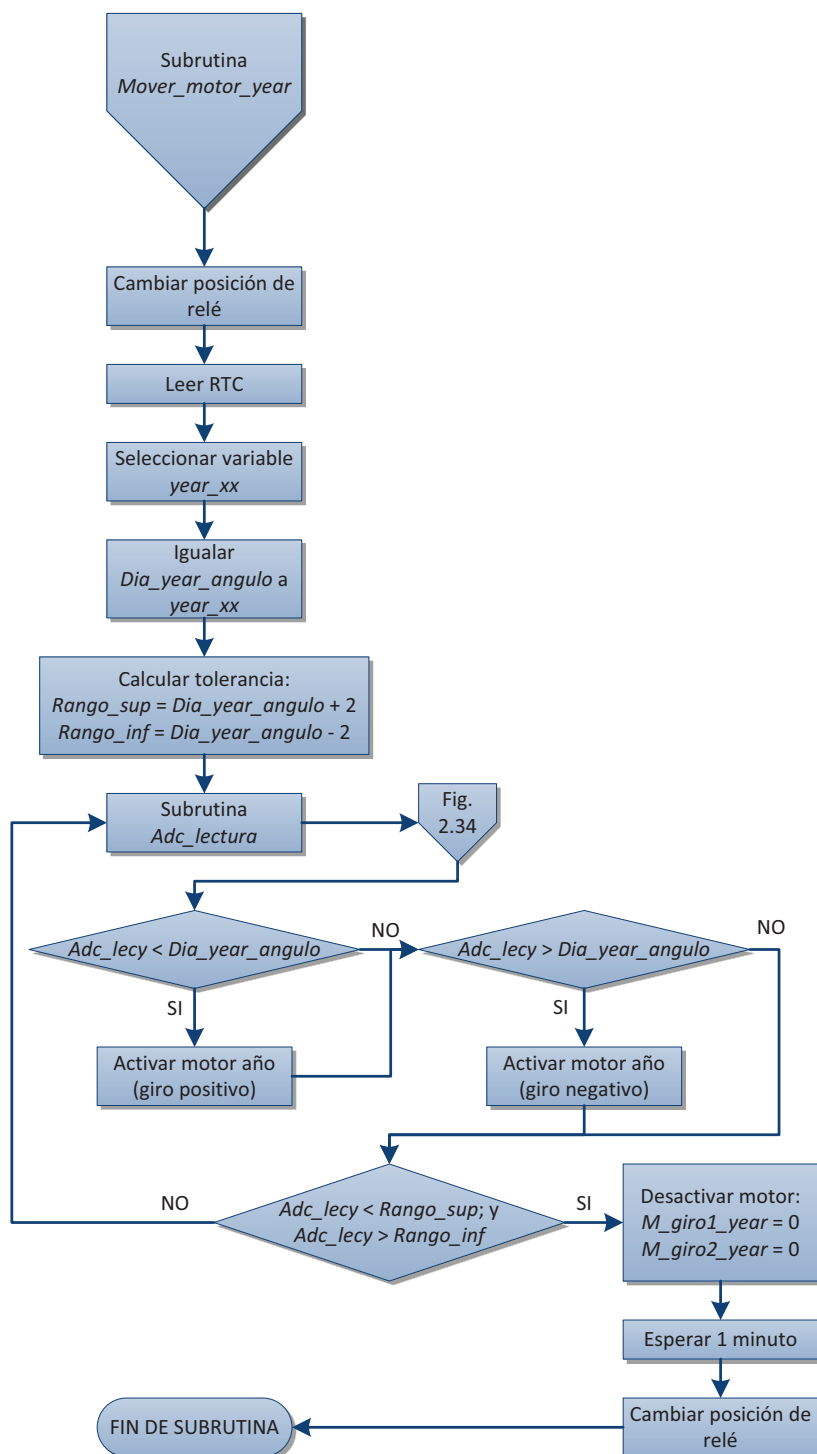 Subrutina
Mover_motor_year
Cambiar posición de
relé
Leer RTC
Seleccionar variable
year_xx
Igualar
Dia_year_angulo a
year_xx
Calcular tolerancia:
Rango_sup = Dia_year_angulo + 2
Rango_inf = Dia_year_angulo - 2
Subrutina
Adc_lectura
Fig.
2.34
Adc_lecy < Dia_year_angulo
NO
Adc_lecy > Dia_year_angulo
NO
SI
SI
Activar motor año
(giro positivo)
Activar motor año
(giro negativo)
NO
Adc_lecy < Rango_sup; y
Adc_lecy > Rango_inf
SI
Desactivar motor:
M_giro1_year = 0
M_giro2_year = 0
Esperar 1 minuto
Cambiar posición de
relé
FIN DE SUBRUTINA